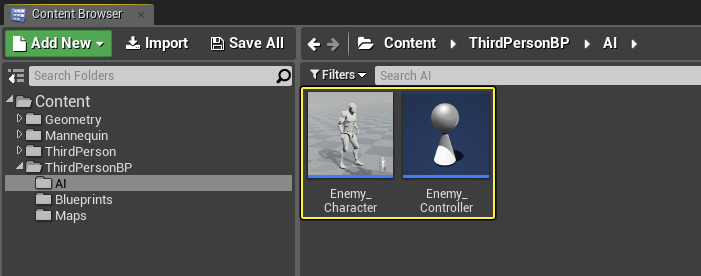 Content Browser
Add New
Import
Save All
Content
ThirdPersonBP
AI
Search Folders
Filters
Search AI
Content
Geometry
Mannequin
ThirdPerson
ThirdPersonBP
AI
Blueprints
Maps
Enemy_
Character
Enemy_
Controller